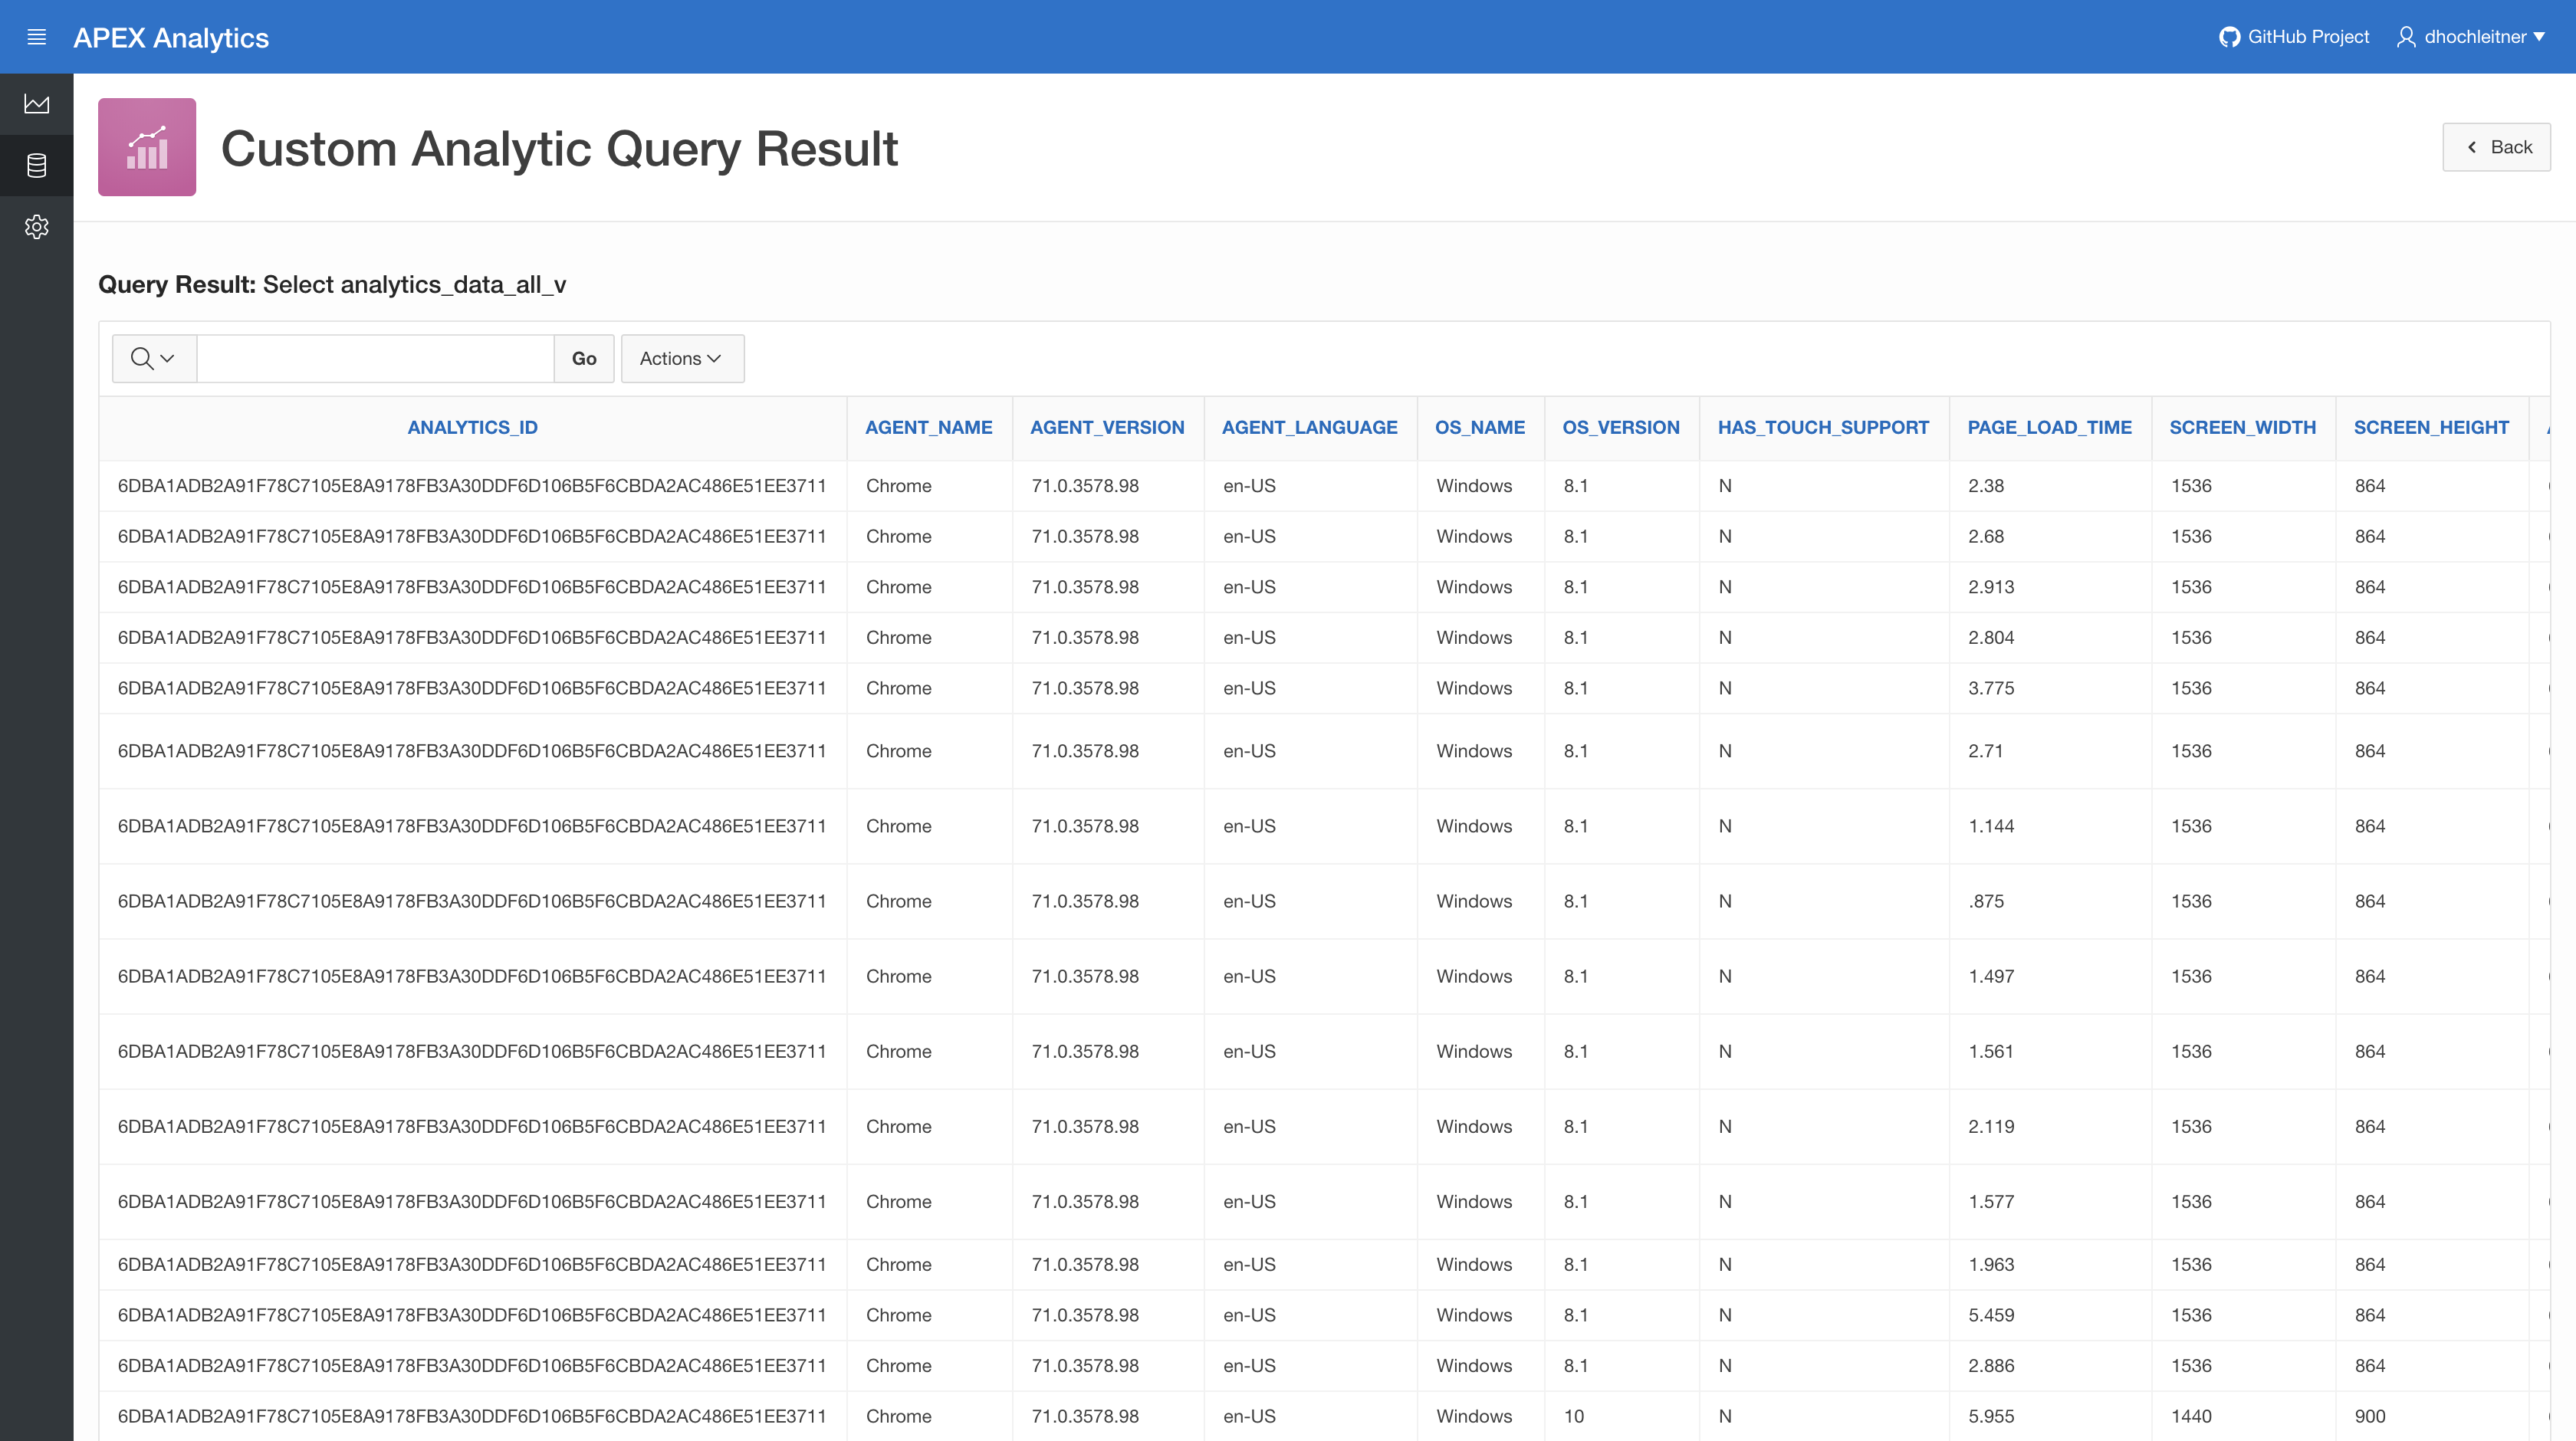 APEX Analytics GitHub Project dhochleitner
Custom Analytic Query Result Back
Query Result: Select analytics_data_all_v
Go Actions
ANALYTICS_ID AGENT_NAME AGENT_VERSION AGENT_LANGUAGE OS_NAME OS_VERSION HAS_TOUCH_SUPPORT PAGE_LOAD_TIME SCREEN_WIDTH SCREEN_HEIGHT
6DBA1ADB2A91F78C7105E8A9178FB3A30DDF6D106B5F6CBDA2AC486E51EE3711 Chrome 71.0.3578.98 en-US Windows 8.1 N 2.38 1536 864
6DBA1ADB2A91F78C7105E8A9178FB3A30DDF6D106B5F6CBDA2AC486E51EE3711 Chrome 71.0.3578.98 en-US Windows 8.1 N 2.68 1536 864
6DBA1ADB2A91F78C7105E8A9178FB3A30DDF6D106B5F6CBDA2AC486E51EE3711 Chrome 71.0.3578.98 en-US Windows 8.1 N 2.913 1536 864
6DBA1ADB2A91F78C7105E8A9178FB3A30DDF6D106B5F6CBDA2AC486E51EE3711 Chrome 71.0.3578.98 en-US Windows 8.1 N 2.804 1536 864
6DBA1ADB2A91F78C7105E8A9178FB3A30DDF6D106B5F6CBDA2AC486E51EE3711 Chrome 71.0.3578.98 en-US Windows 8.1 N 3.775 1536 864
6DBA1ADB2A91F78C7105E8A9178FB3A30DDF6D106B5F6CBDA2AC486E51EE3711 Chrome 71.0.3578.98 en-US Windows 8.1 N 2.71 1536 864
6DBA1ADB2A91F78C7105E8A9178FB3A30DDF6D106B5F6CBDA2AC486E51EE3711 Chrome 71.0.3578.98 en-US Windows 8.1 N 1.144 1536 864
6DBA1ADB2A91F78C7105E8A9178FB3A30DDF6D106B5F6CBDA2AC486E51EE3711 Chrome 71.0.3578.98 en-US Windows 8.1 N .875 1536 864
6DBA1ADB2A91F78C7105E8A9178FB3A30DDF6D106B5F6CBDA2AC486E51EE3711 Chrome 71.0.3578.98 en-US Windows 8.1 N 1.497 1536 864
6DBA1ADB2A91F78C7105E8A9178FB3A30DDF6D106B5F6CBDA2AC486E51EE3711 Chrome 71.0.3578.98 en-US Windows 8.1 N 1.561 1536 864
6DBA1ADB2A91F78C7105E8A9178FB3A30DDF6D106B5F6CBDA2AC486E51EE3711 Chrome 71.0.3578.98 en-US Windows 8.1 N 2.119 1536 864
6DBA1ADB2A91F78C7105E8A9178FB3A30DDF6D106B5F6CBDA2AC486E51EE3711 Chrome 71.0.3578.98 en-US Windows 8.1 N 1.577 1536 864
6DBA1ADB2A91F78C7105E8A9178FB3A30DDF6D106B5F6CBDA2AC486E51EE3711 Chrome 71.0.3578.98 en-US Windows 8.1 N 1.963 1536 864
6DBA1ADB2A91F78C7105E8A9178FB3A30DDF6D106B5F6CBDA2AC486E51EE3711 Chrome 71.0.3578.98 en-US Windows 8.1 N 5.459 1536 864
6DBA1ADB2A91F78C7105E8A9178FB3A30DDF6D106B5F6CBDA2AC486E51EE3711 Chrome 71.0.3578.98 en-US Windows 8.1 N 2.886 1536 864
6DBA1ADB2A91F78C7105E8A9178FB3A30DDF6D106B5F6CBDA2AC486E51EE3711 Chrome 71.0.3578.98 en-US Windows 10 N 5.955 1440 900